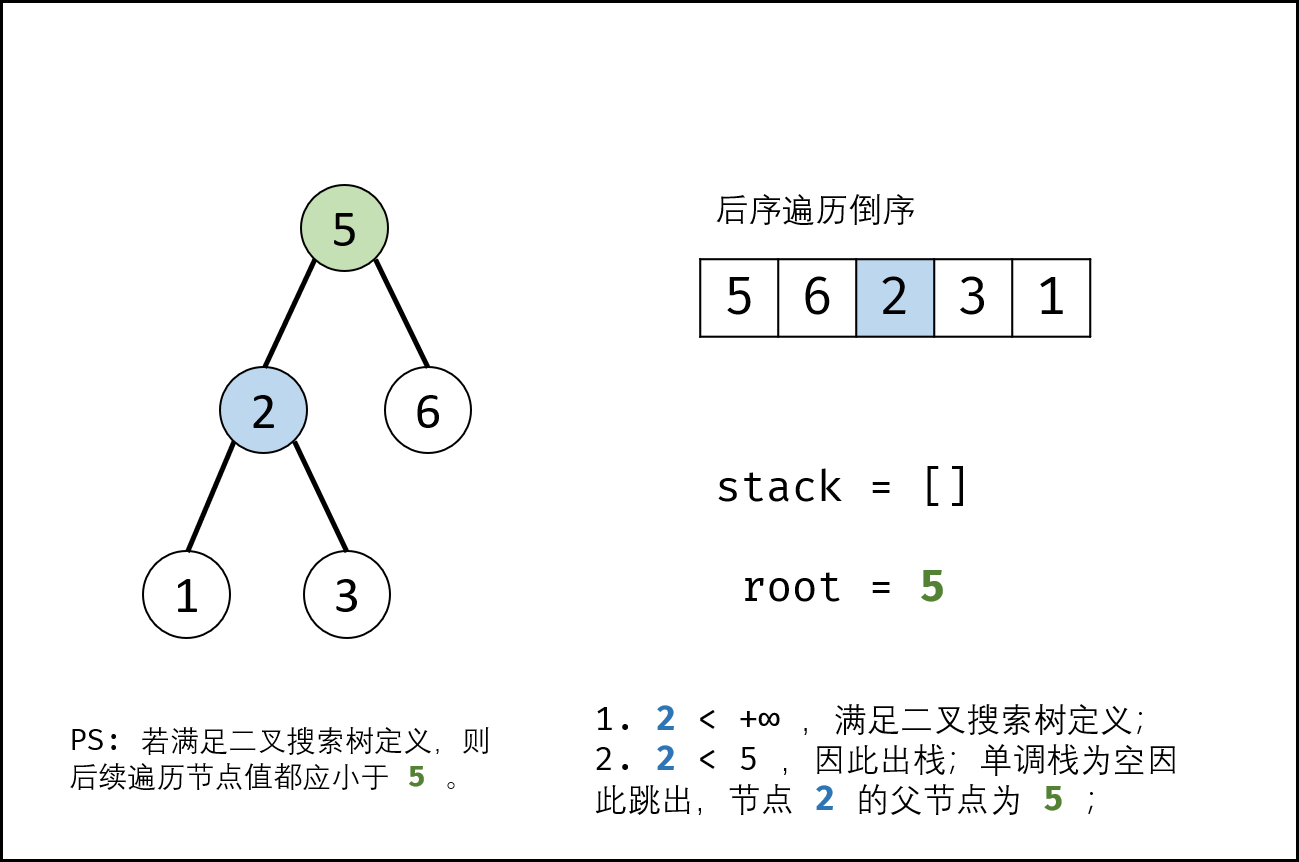 5
2
6
1
3
后序遍历倒序
5 6 2 3 1
stack = []
root = 5
PS: 若满足二叉搜索树定义, 则
后续遍历节点值都应小于 5 。
1. 2 < +∞ , 满足二叉搜索树定义;
2. 2 < 5 , 因此出栈; 单调栈为空因
此跳出, 节点 2 的父节点为 5 ;